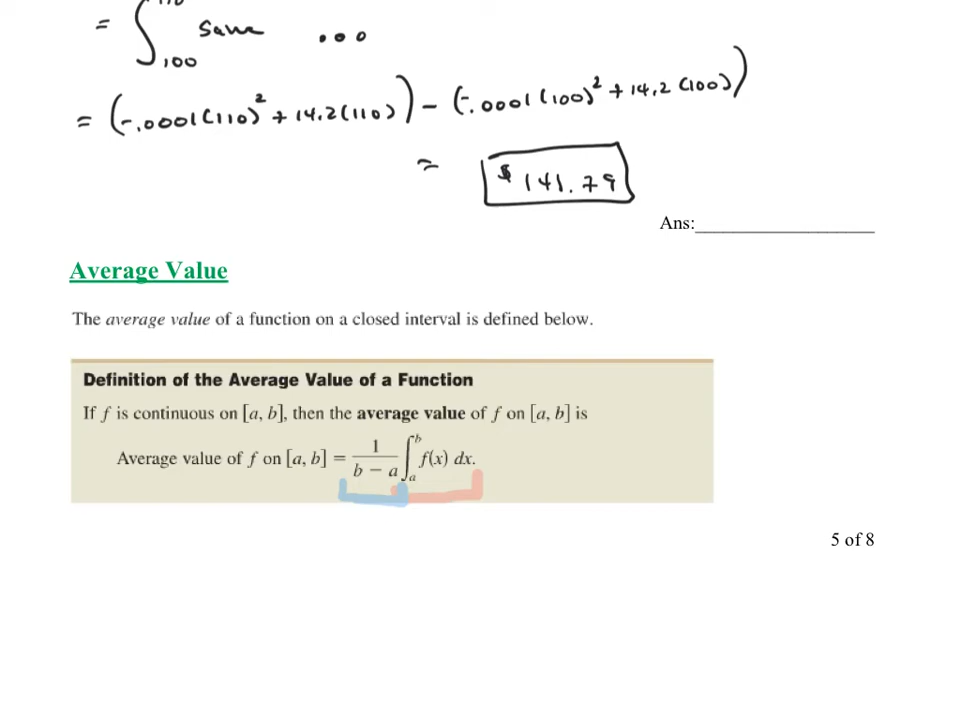 = ∫₁₀₀ Same ...
= (-.0001(110)² + 14.2(110)) - (-.0001(100)² + 14.2(100))
≈ $141.79
Ans:___________________
Average Value
The average value of a function on a closed interval is defined below.
Definition of the Average Value of a Function
If f is continuous on [a, b], then the average value of f on [a, b] is
Average value of f on [a, b] = 1/(b − a) ∫ₐᵇ f(x) dx.
5 of 8